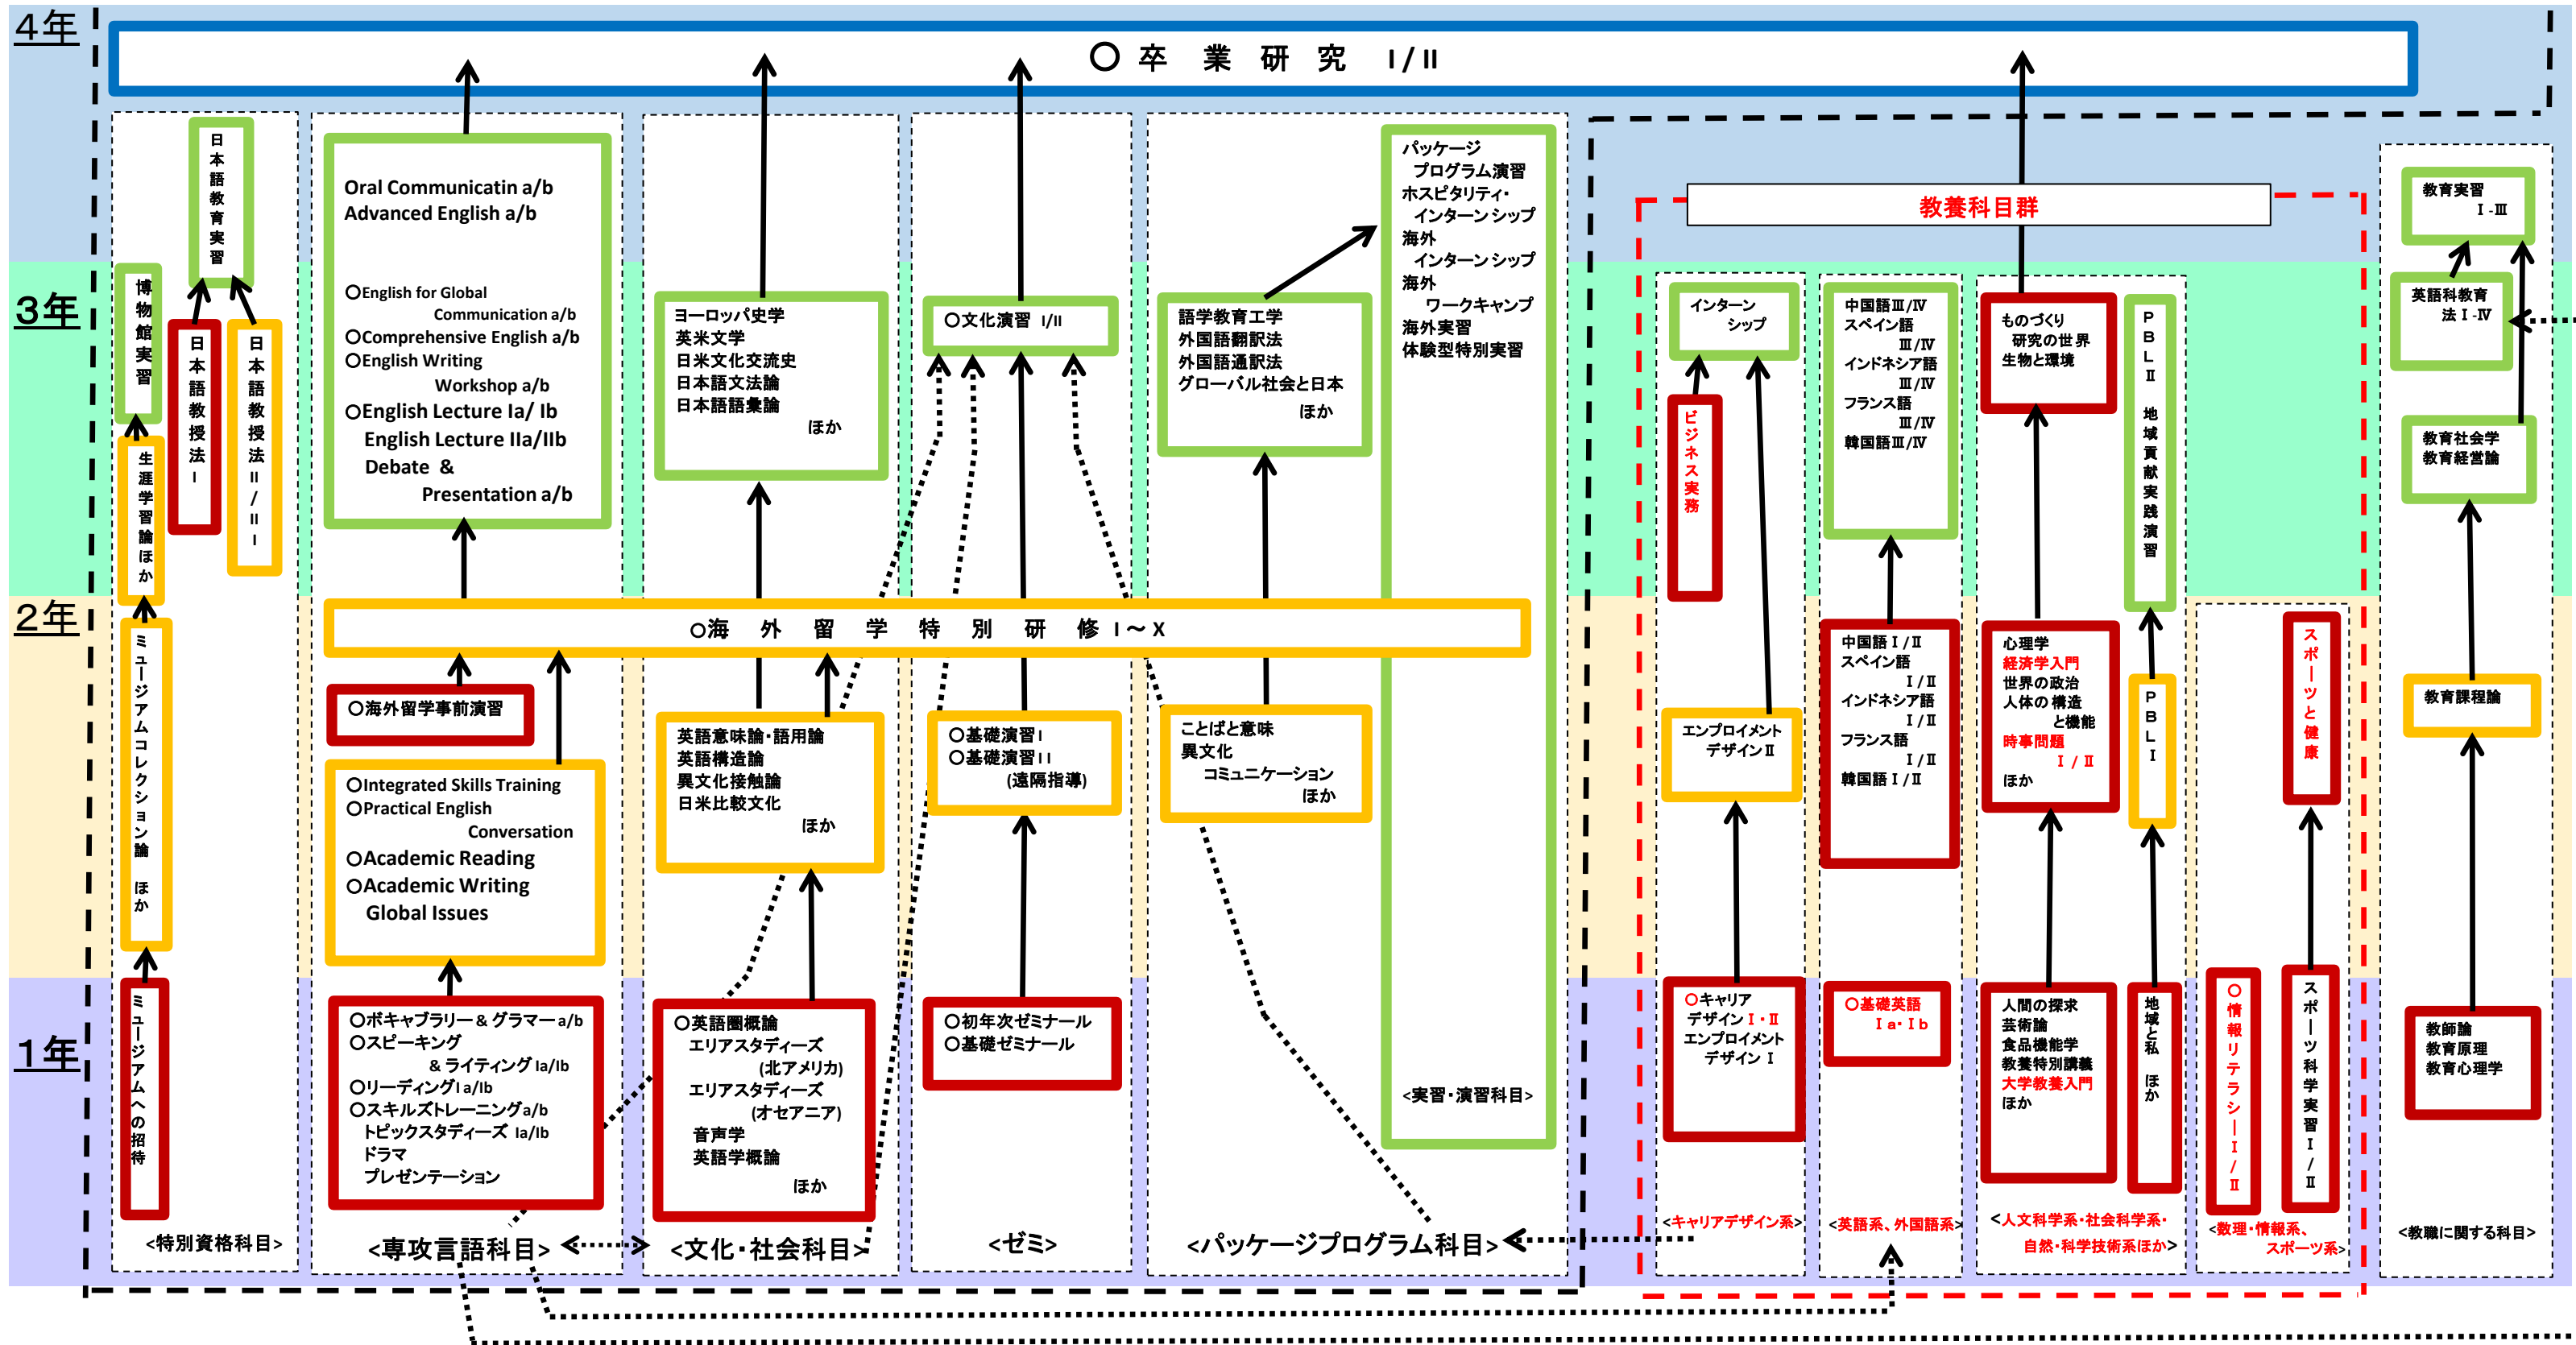 4年
○ 卒 業 研 究 Ⅰ/Ⅱ
3年
2年
1年
日本語教育実習
博物館実習
日本語教授法Ⅰ
日本語教授法Ⅱ/ⅡⅠ
生涯学習論ほか
ミュージアムコレクション論 ほか
ミュージアムへの招待
<特別資格科目>
Oral Communicatin a/b
Advanced English a/b
○English for Global
Communication a/b
○Comprehensive English a/b
○English Writing
Workshop a/b
○English Lecture Ia/ Ib
English Lecture IIa/IIb
Debate &
Presentation a/b
○海 外 留 学 特 別 研 修 Ⅰ～Ⅹ
○海外留学事前演習
○Integrated Skills Training
○Practical English
Conversation
○Academic Reading
○Academic Writing
Global Issues
○ボキャブラリー & グラマー a/b
○スピーキング
& ライティング Ia/Ib
○リーディングⅠa/Ib
○スキルズトレーニングa/b
トピックスタディーズ Ia/Ib
ドラマ
プレゼンテーション
<専攻言語科目>
ヨーロッパ史学
英米文学
日米文化交流史
日本語文法論
日本語語彙論
ほか
英語意味論・語用論
英語構造論
異文化接触論
日米比較文化
ほか
○英語圏概論
エリアスタディーズ
(北アメリカ)
エリアスタディーズ
(オセアニア)
音声学
英語学概論
ほか
<文化・社会科目>
○文化演習 Ⅰ/Ⅱ
○基礎演習Ⅰ
○基礎演習ⅠⅠ
(遠隔指導)
○初年次ゼミナール
○基礎ゼミナール
<ゼミ>
語学教育工学
外国語翻訳法
外国語通訳法
グローバル社会と日本
ほか
ことばと意味
異文化
コミュニケーション
ほか
パッケージ
プログラム演習
ホスピタリティ・
インターンシップ
海外
インターンシップ
海外
ワークキャンプ
海外実習
体験型特別実習
<実習・演習科目>
<パッケージプログラム科目>
教養科目群
インターン
シップ
ビジネス実務
エンプロイメント
デザインⅡ
○キャリア
デザインⅠ・Ⅱ
エンプロイメント
デザインⅠ
<キャリアデザイン系>
中国語Ⅲ/Ⅳ
スペイン語
Ⅲ/Ⅳ
インドネシア語
Ⅲ/Ⅳ
フランス語
Ⅲ/Ⅳ
韓国語Ⅲ/Ⅳ
中国語Ⅰ/Ⅱ
スペイン語
Ⅰ/Ⅱ
インドネシア語
Ⅰ/Ⅱ
フランス語
Ⅰ/Ⅱ
韓国語Ⅰ/Ⅱ
○基礎英語
Ⅰa・Ⅰb
<英語系、外国語系>
ものづくり
研究の世界
生物と環境
心理学
経済学入門
世界の政治
人体の構造
と機能
時事問題
Ⅰ/Ⅱ
ほか
人間の探求
芸術論
食品機能学
教養特別講義
大学教養入門
ほか
PBLⅡ 地域貢献実践演習
PBLⅠ
地域と私 ほか
<人文科学系・社会科学系・
自然・科学技術系ほか>
スポーツと健康
○情報リテラシーⅠ/Ⅱ
スポーツ科学実習Ⅰ/Ⅱ
<数理・情報系、
スポーツ系>
教育実習
Ⅰ-Ⅲ
英語科教育
法Ⅰ-Ⅳ
教育社会学
教育経営論
教育課程論
教師論
教育原理
教育心理学
<教職に関する科目>